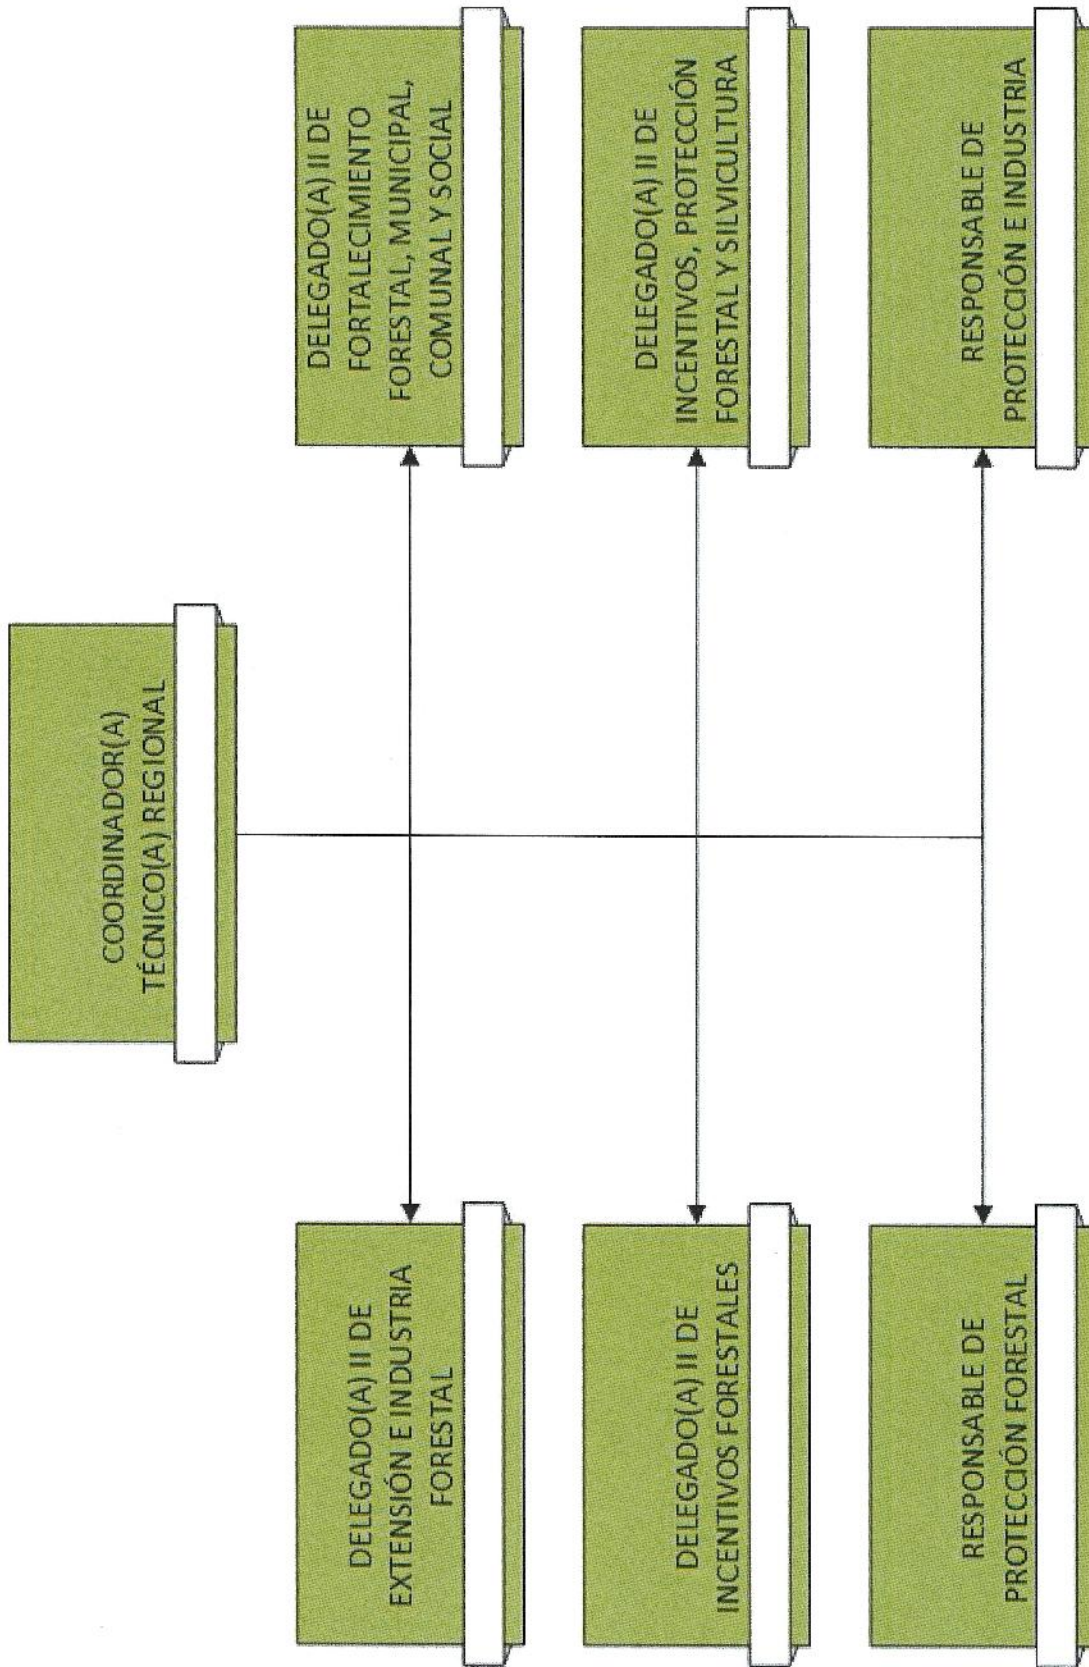 COORDINADOR(A)
TÉCNICO(A) REGIONAL
DELEGADO(A) II DE
EXTENSIÓN E INDUSTRIA
FORESTAL
DELEGADO(A) II DE
FORTALECIMIENTO
FORESTAL, MUNICIPAL,
COMUNAL Y SOCIAL
DELEGADO(A) II DE
INCENTIVOS FORESTALES
DELEGADO(A) II DE
INCENTIVOS, PROTECCIÓN
FORESTAL Y SILVICULTURA
RESPONSABLE DE
PROTECCIÓN FORESTAL
RESPONSABLE DE
PROTECCIÓN E INDUSTRIA